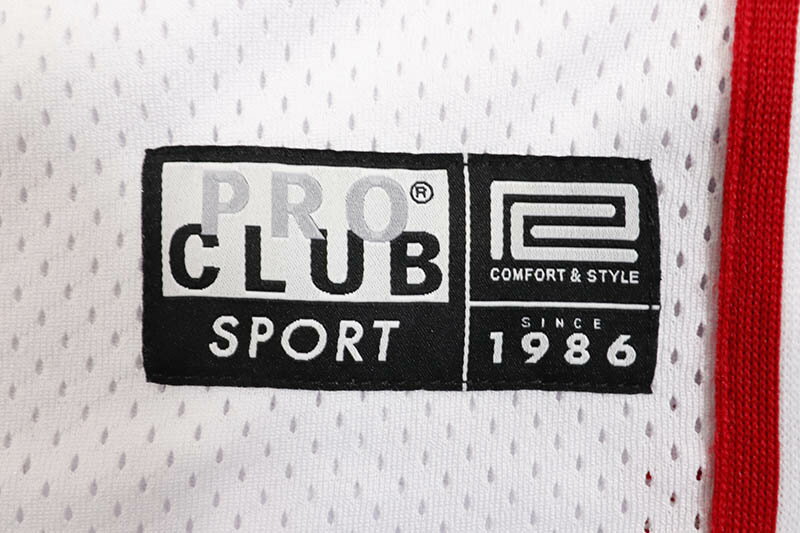 PRO®
CLUB
SPORT
COMFORT & STYLE
SINCE
1986